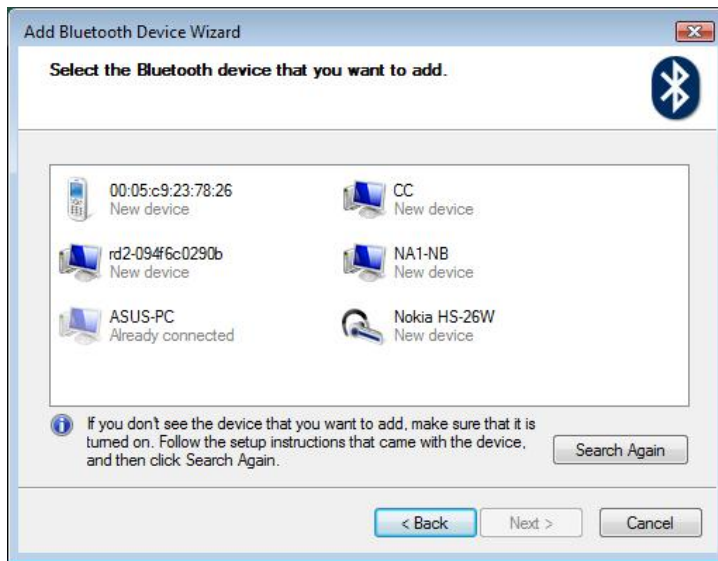 Add Bluetooth Device Wizard
Select the Bluetooth device that you want to add.
00:05:c9:23:78:26
New device
CC
New device
rd2-094f6c0290b
New device
NA1-NB
New device
ASUS-PC
Already connected
Nokia HS-26W
New device
If you don't see the device that you want to add, make sure that it is
turned on. Follow the setup instructions that came with the device,
and then click Search Again.
Search Again
< Back
Next >
Cancel